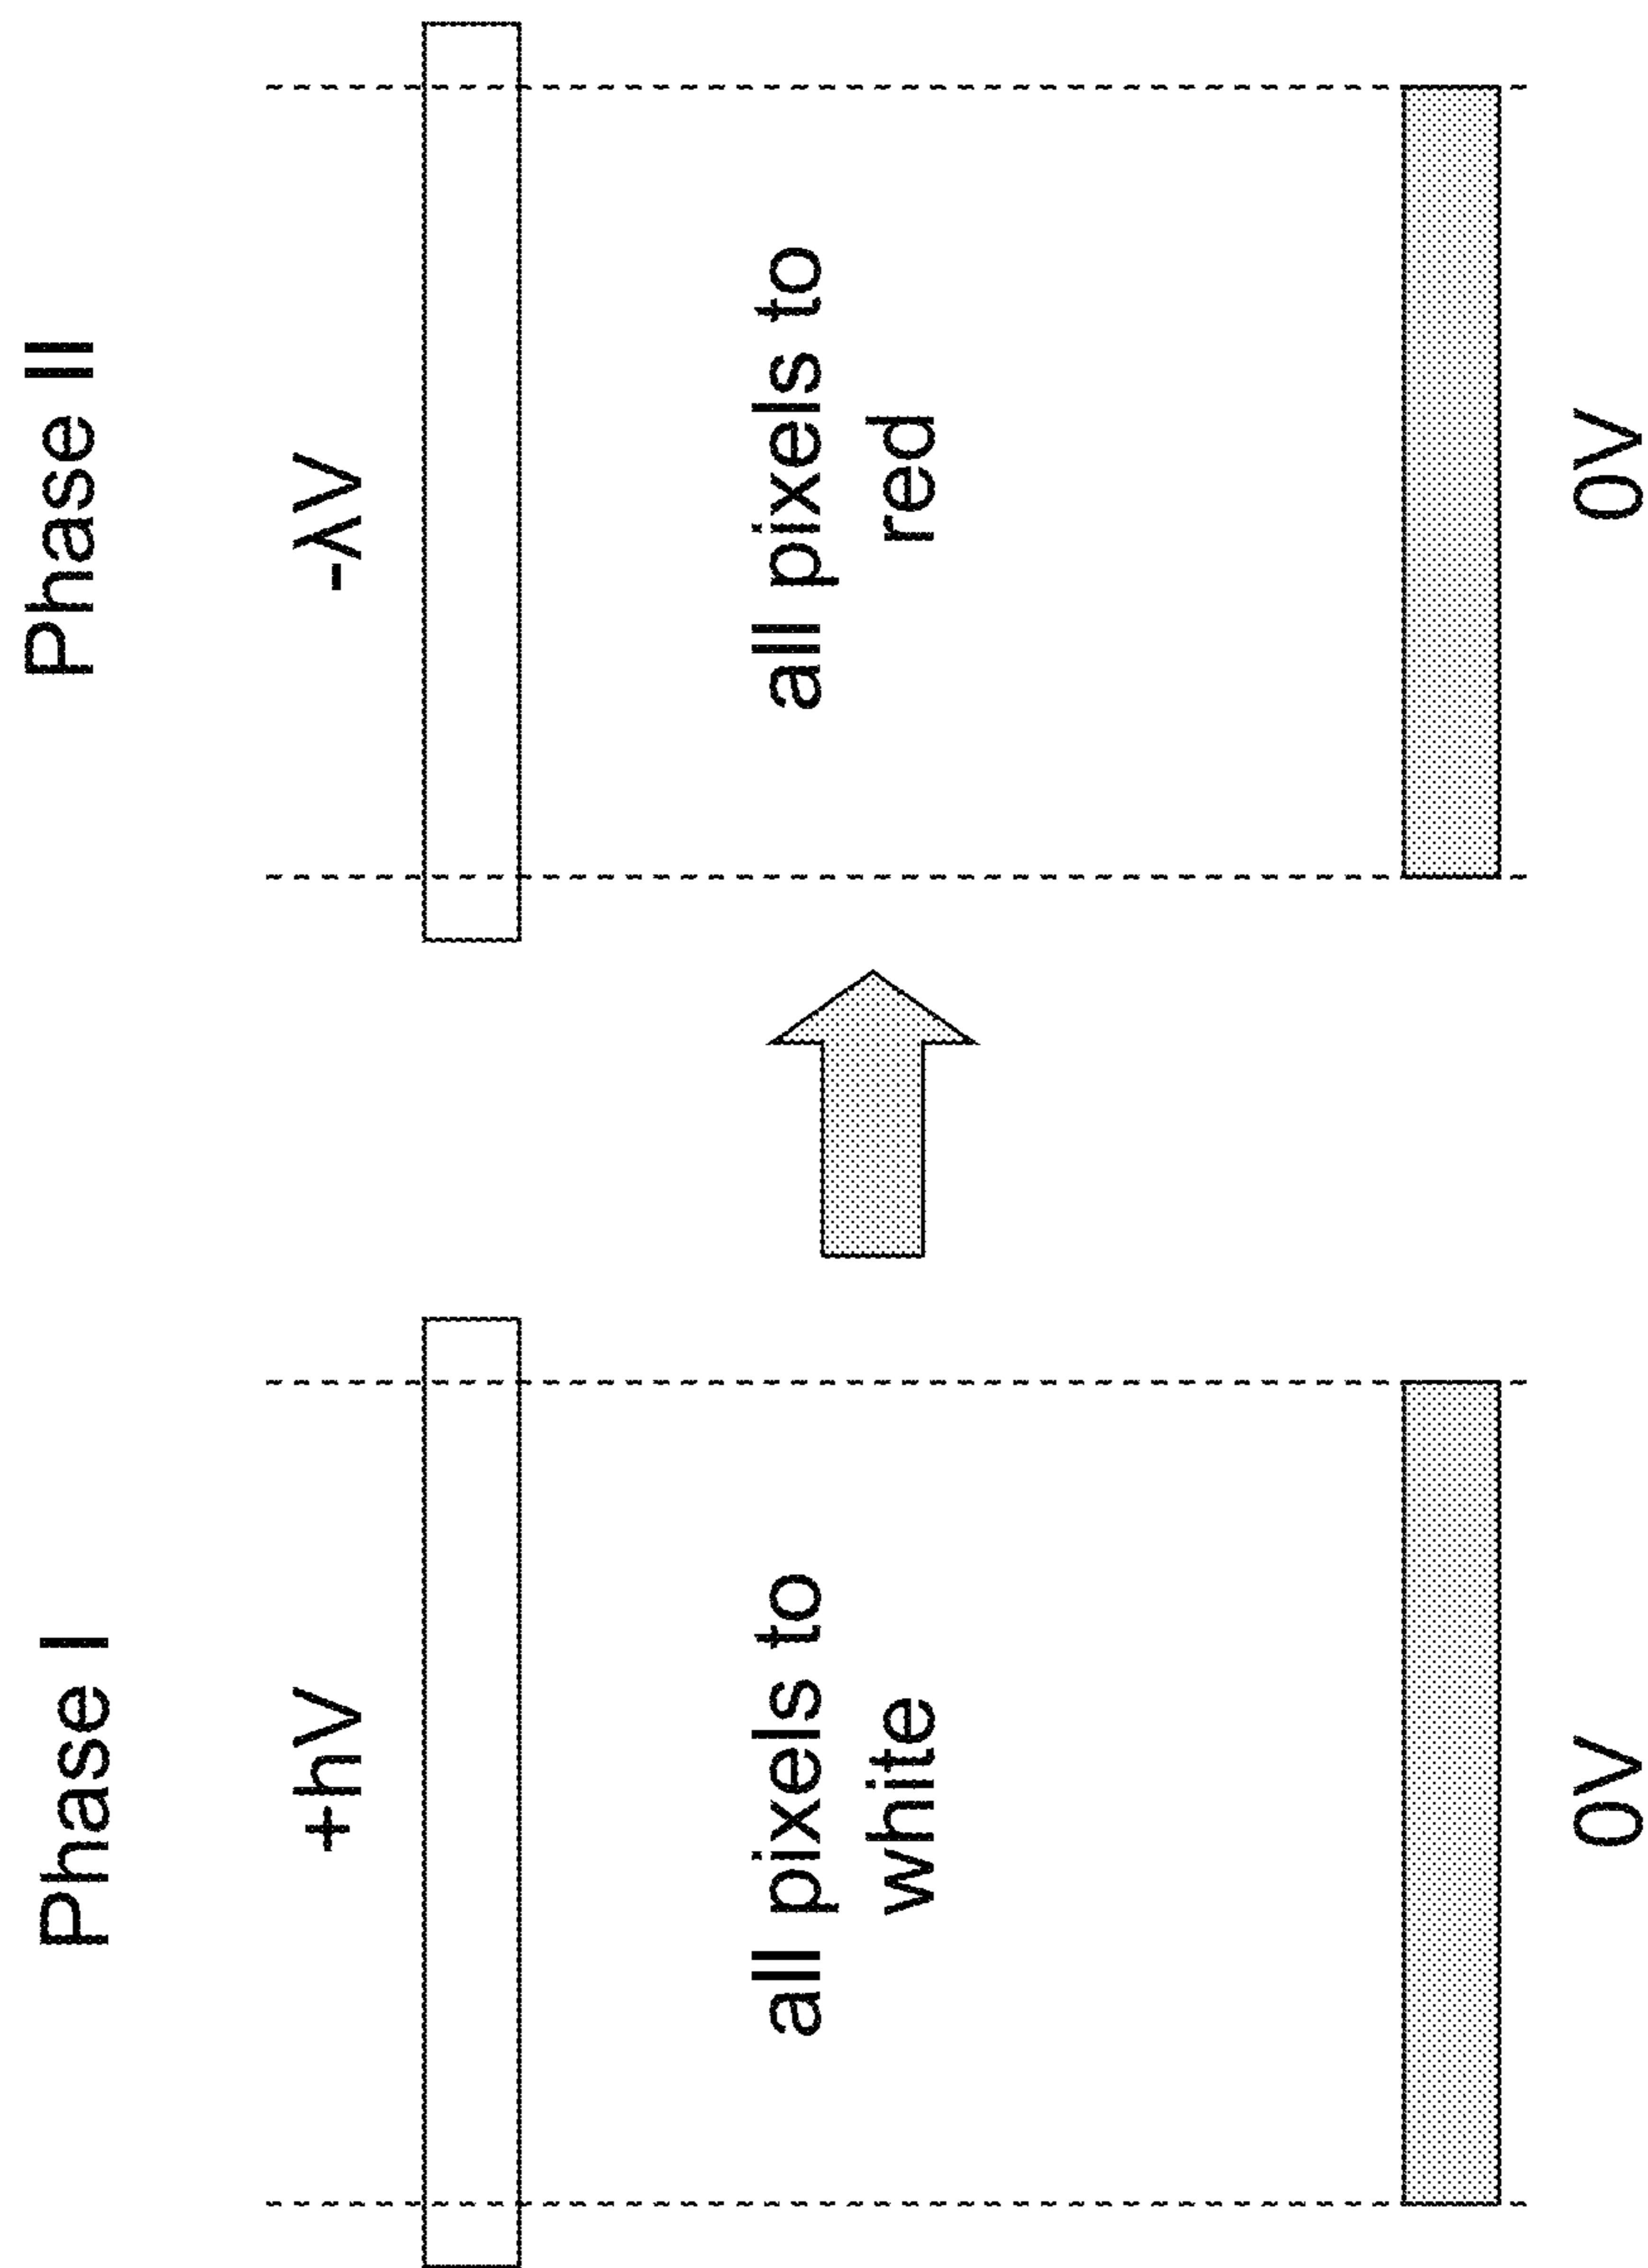 Phase I
+hV
all pixels to
white
0V
Phase II
-λV
all pixels to
red
0V